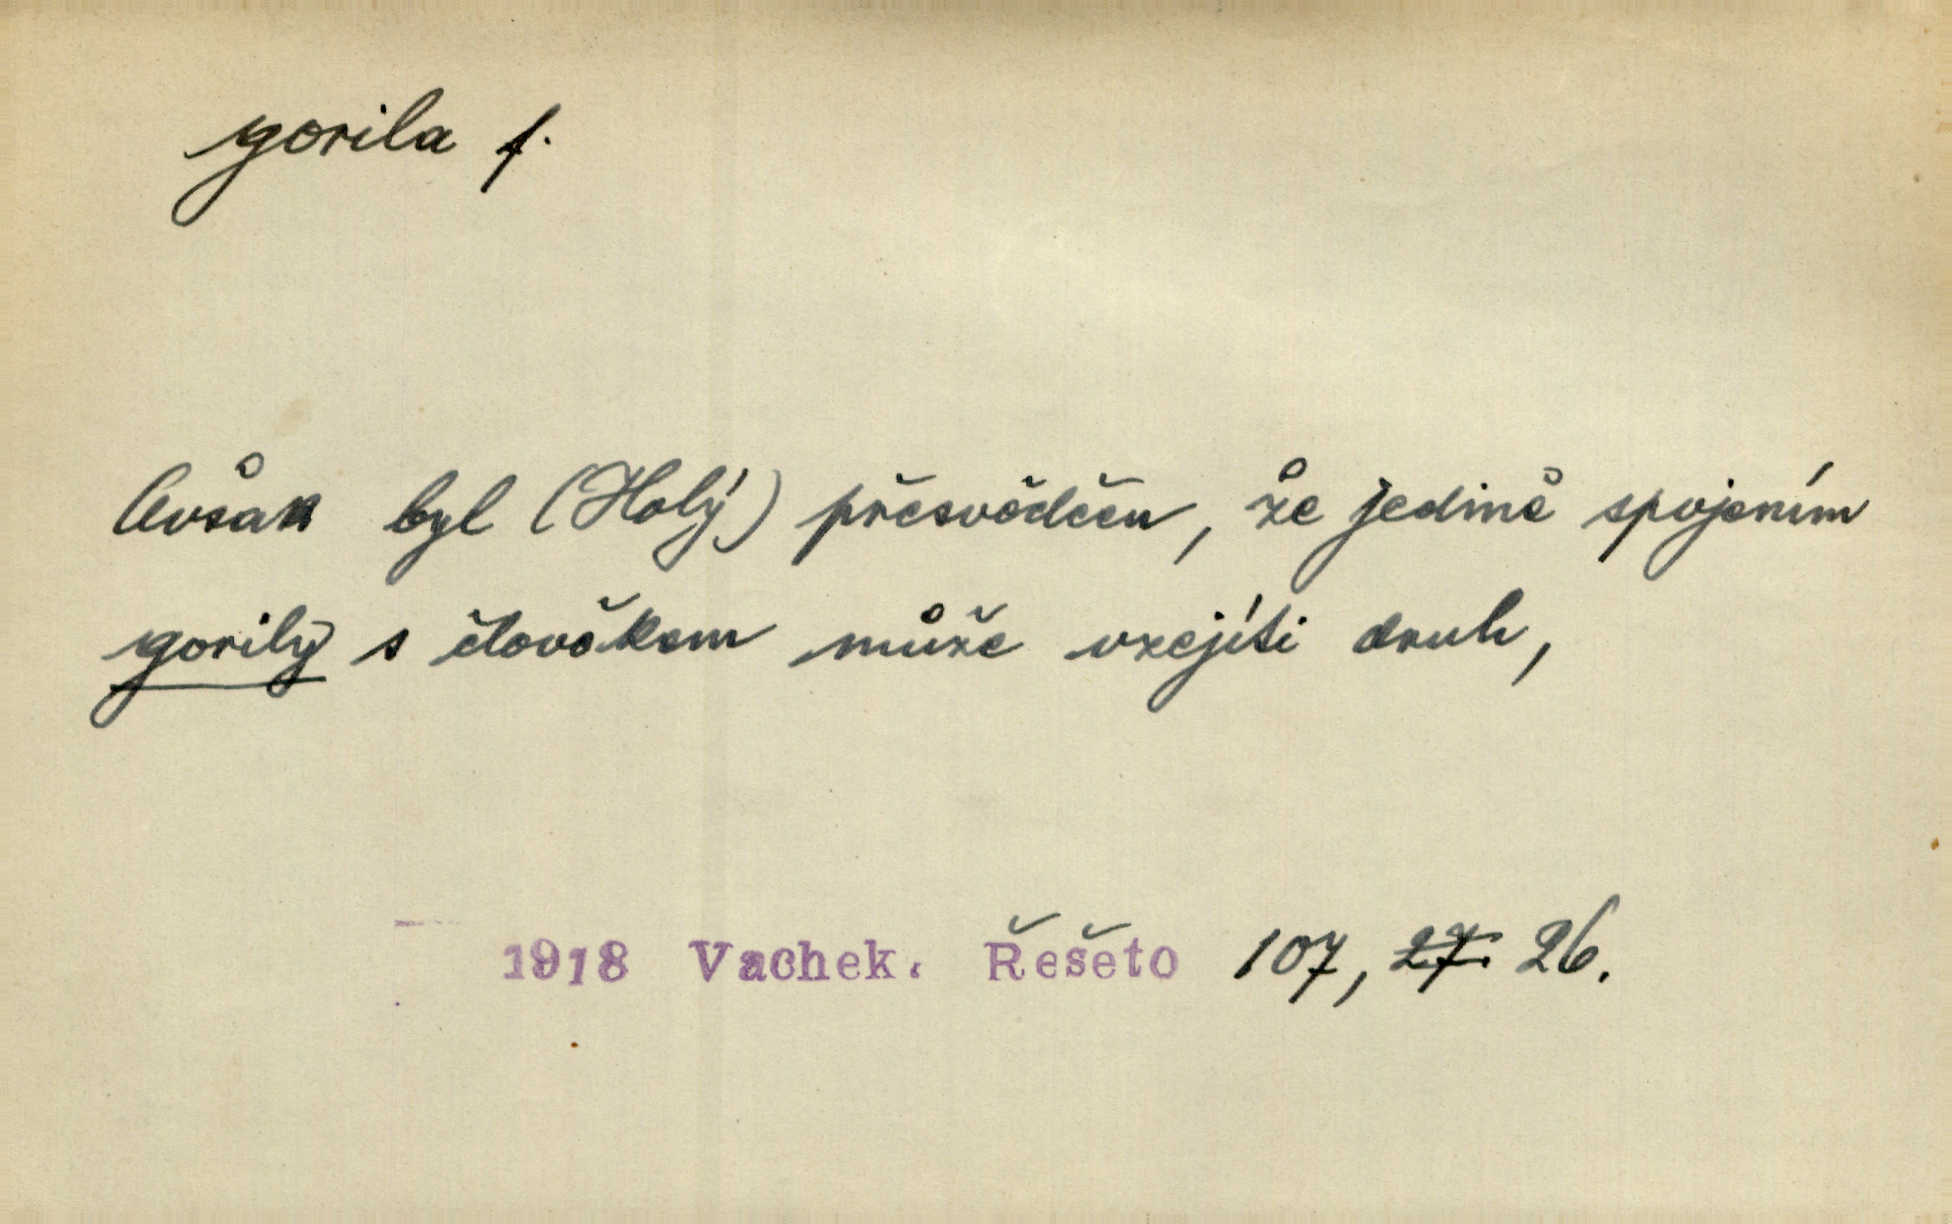 gorila f.
Avšak byl (Holý) přesvědčen, že jedině spojením
gorily s člověkem může vzejíti druh,
1918 Vachek. Řešeto 107, 27. 26.